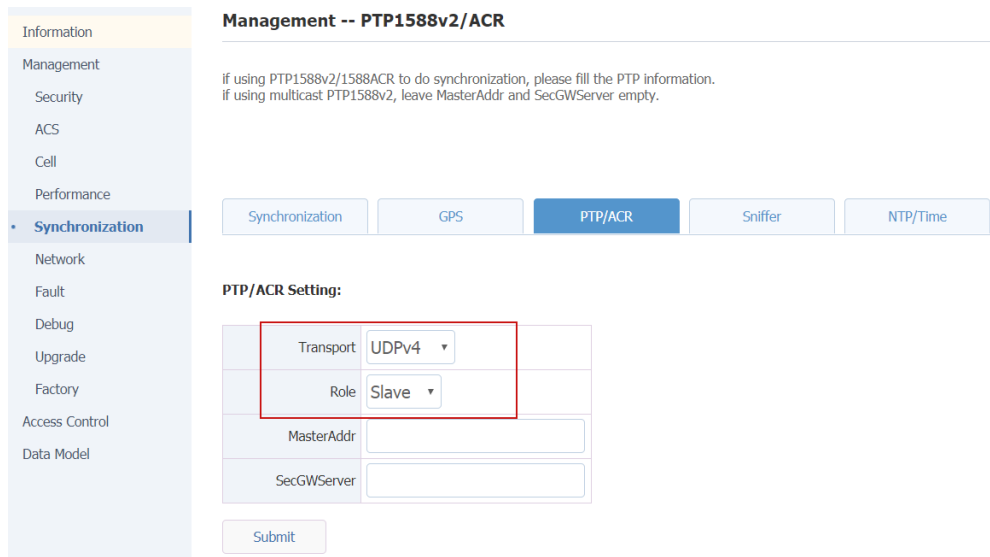 Information
Management
Security
ACS
Cell
Performance
Synchronization
Network
Fault
Debug
Upgrade
Factory
Access Control
Data Model
Management -- PTP1588v2/ACR
if using PTP1588v2/1588ACR to do synchronization, please fill the PTP information.
if using multicast PTP1588v2, leave MasterAddr and SecGWServer empty.
Synchronization GPS PTP/ACR Sniffer NTP/Time
PTP/ACR Setting:
Transport UDPv4
Role Slave
MasterAddr
SecGWServer
Submit